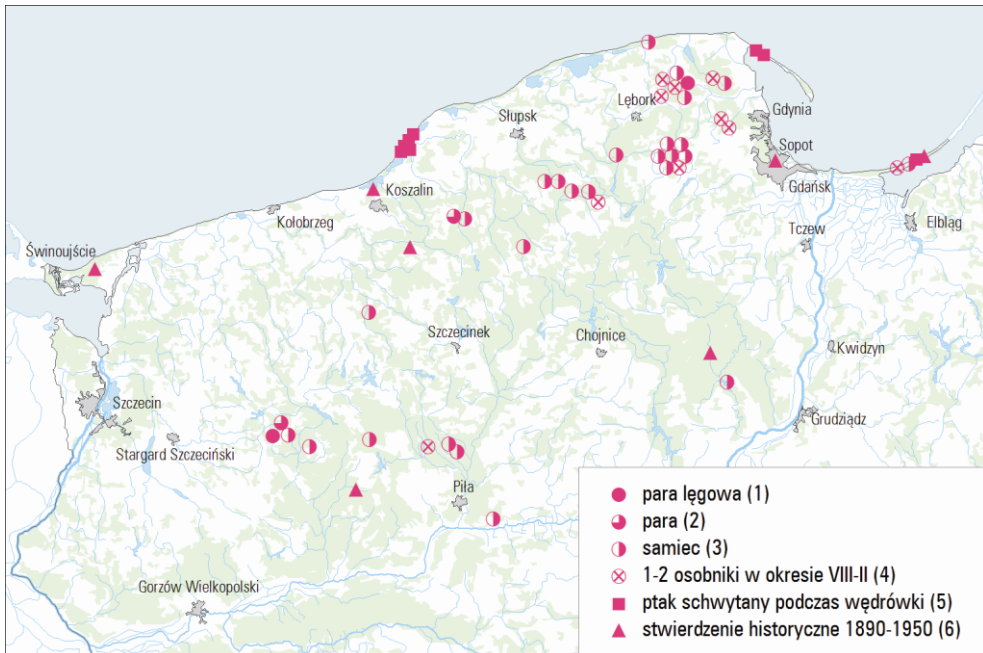 Lębork
Gdynia
Słupsk
Sopot
Gdańsk
Koszalin
Kołobrzeg
Elbląg
Tczew
Świnoujście
Szczecinek
Chojnice
Kwidzyn
Szczecin
Grudziądz
Stargard Szczeciński
Piła
Gorzów Wielkopolski
para lęgowa (1)
para (2)
samiec (3)
1-2 osobniki w okresie VIII-II (4)
ptak schwytany podczas wędrówki (5)
stwierdzenie historyczne 1890-1950 (6)